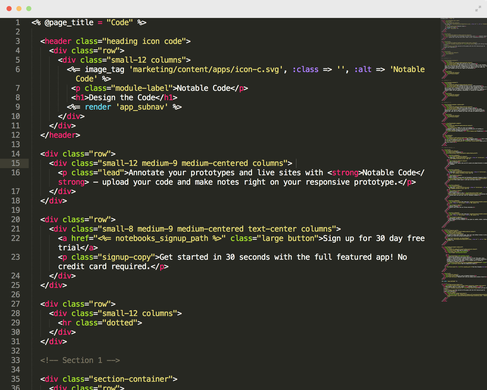 1 <% @page_title = "Code" %>
2
3 <header class="heading icon code">
4 <div class="row">
5 <div class="small-12 columns">
6 <%= image_tag 'marketing/content/apps/icon-c.svg', :class => '', :alt => 'Notable
Code' %>
7 <p class="module-label">Notable Code</p>
8 <h1>Design the Code</h1>
9 <%= render 'app_subnav' %>
10 </div>
11 </div>
12 </header>
13
14 <div class="row">
15 <div class="small-12 medium-9 medium-centered columns">
16 <p class="lead">Annotate your prototypes and live sites with <strong>Notable Code</
strong> – upload your code and make notes right on your responsive prototype.</p>
17 </div>
18 </div>
19
20 <div class="row">
21 <div class="small-8 medium-9 medium-centered text-center columns">
22 <a href="<%= notebooks_signup_path %>" class="large button">Sign up for 30 day free
trial</a>
23 <p class="signup-copy">Get started in 30 seconds with the full featured app! No
credit card required.</p>
24 </div>
25 </div>
26
27 <div class="row">
28 <div class="small-12 columns">
29 <hr class="dotted">
30 </div>
31 </div>
32
33 <!-- Section 1 -->
34
35 <div class="section-container">
36 <div class="row">